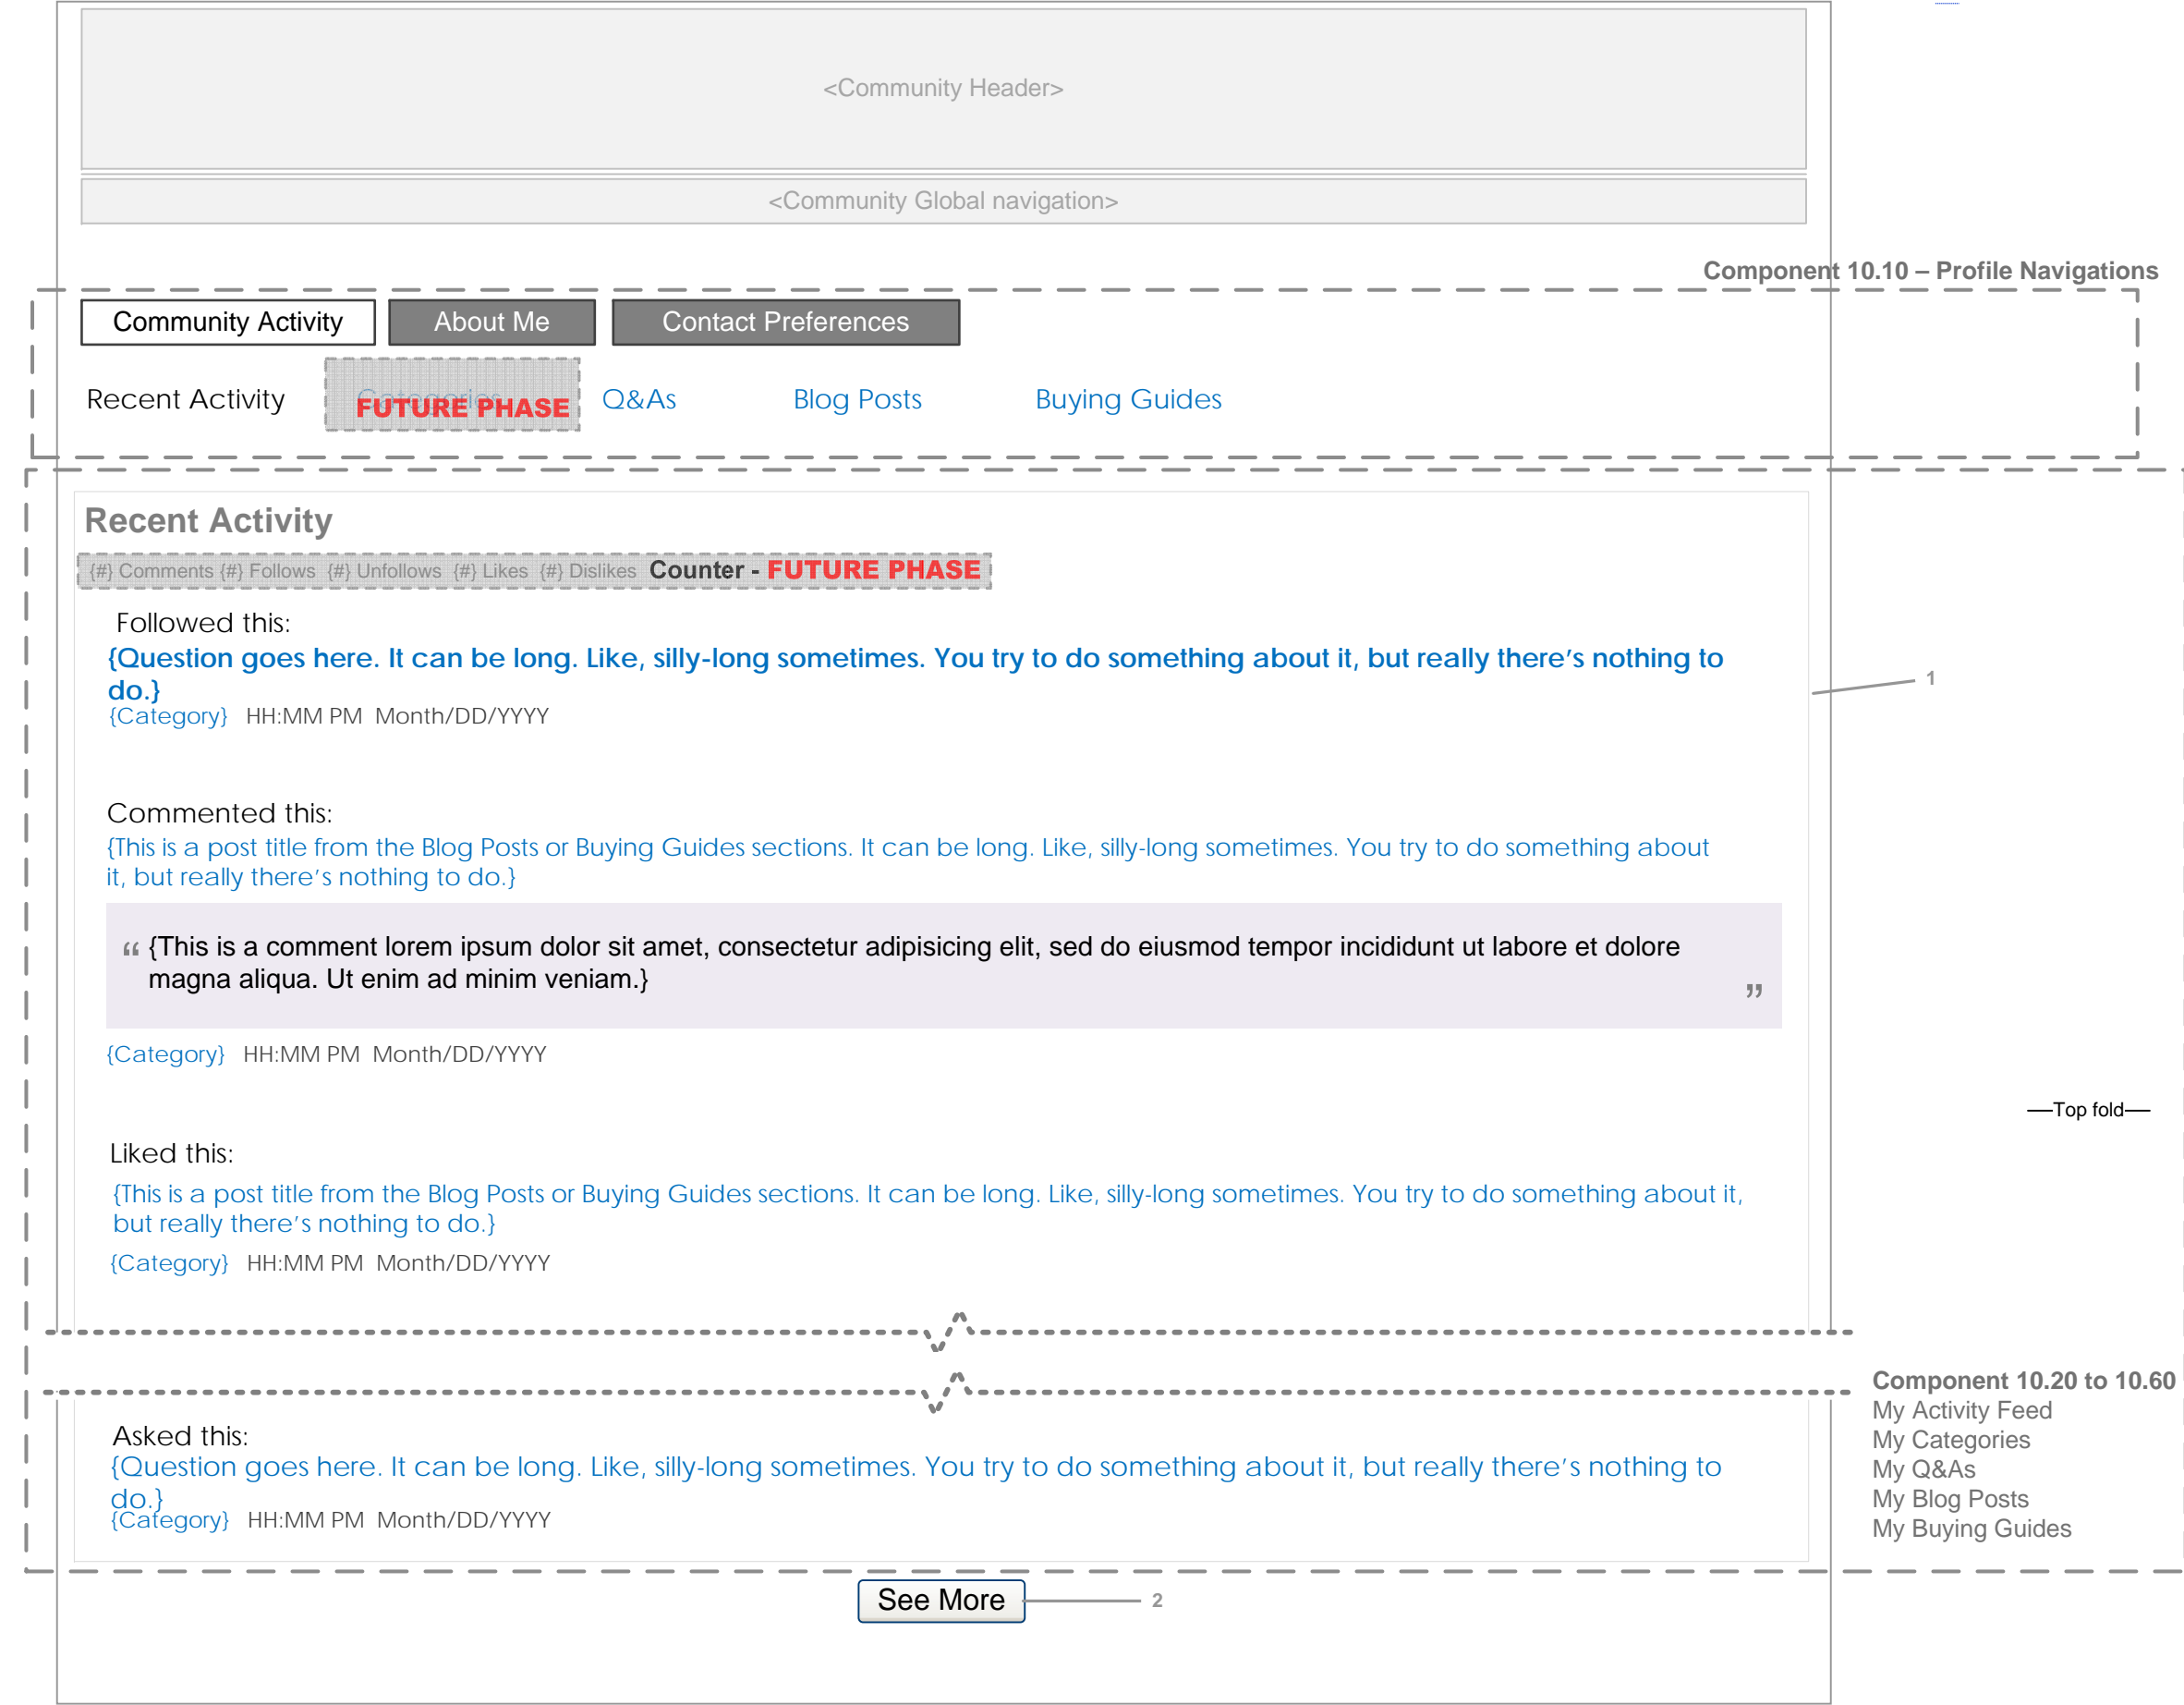 <Community Header>
<Community Global navigation>
Component 10.10 – Profile Navigations
Community Activity About Me Contact Preferences
Recent Activity Categories FUTURE PHASE Q&As Blog Posts Buying Guides
Recent Activity
{#} Comments {#} Follows {#} Unfollows {#} Likes {#} Dislikes Counter - FUTURE PHASE
Followed this:
{Question goes here. It can be long. Like, silly-long sometimes. You try to do something about it, but really there's nothing to
do.}
1
{Category} HH:MM PM Month/DD/YYYY
Commented this:
{This is a post title from the Blog Posts or Buying Guides sections. It can be long. Like, silly-long sometimes. You try to do something about
it, but really there's nothing to do.}
“ {This is a comment lorem ipsum dolor sit amet, consectetur adipisicing elit, sed do eiusmod tempor incididunt ut labore et dolore
magna aliqua. Ut enim ad minim veniam.}
”
{Category} HH:MM PM Month/DD/YYYY
—Top fold—
Liked this:
{This is a post title from the Blog Posts or Buying Guides sections. It can be long. Like, silly-long sometimes. You try to do something about it,
but really there's nothing to do.}
{Category} HH:MM PM Month/DD/YYYY
Component 10.20 to 10.60
My Activity Feed
My Categories
My Q&As
My Blog Posts
My Buying Guides
Asked this:
{Question goes here. It can be long. Like, silly-long sometimes. You try to do something about it, but really there's nothing to
do.}
{Category} HH:MM PM Month/DD/YYYY
See More
2